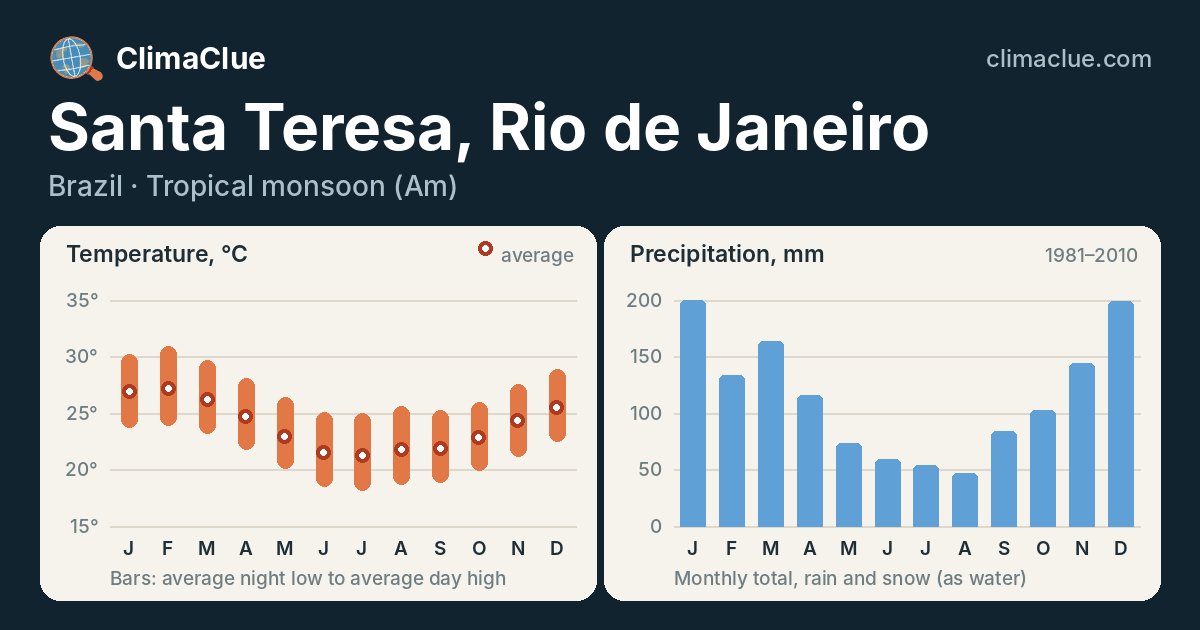 ClimaClue
climaclue.com
Santa Teresa, Rio de Janeiro
Brazil · Tropical monsoon (Am)
Temperature, °C
average
35°
30°
25°
20°
15°
J F M A M J J A S O N D
Bars: average night low to average day high
Precipitation, mm
1981–2010
200
150
100
50
0
J F M A M J J A S O N D
Monthly total, rain and snow (as water)